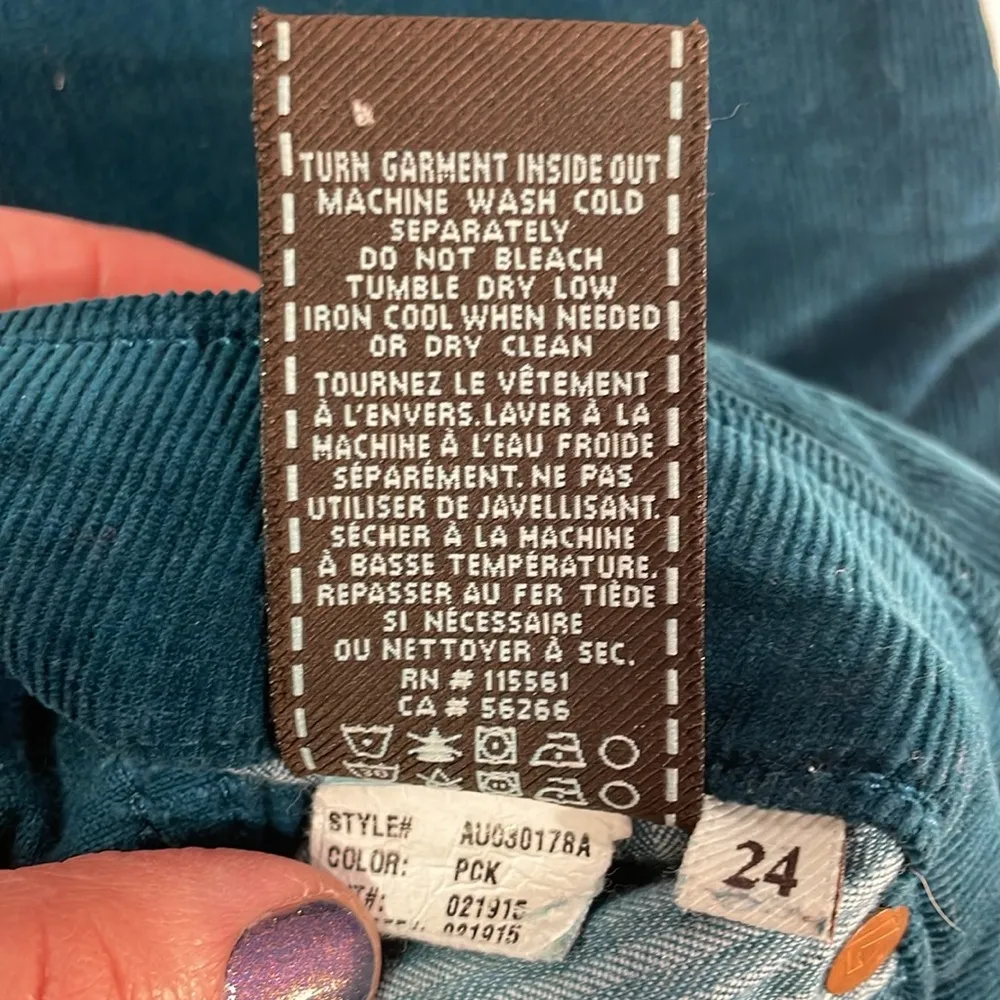 TURN GARMENT INSIDE OUT
MACHINE WASH COLD
SEPARATELY
DO NOT BLEACH
TUMBLE DRY LOW
IRON COOL WHEN NEEDED
OR DRY CLEAN
TOURNEZ LE VÊTEMENT
À L'ENVERS.LAVER À LA
MACHINE À L'EAU FROIDE
SÉPARÉMENT. NE PAS
UTILISER DE JAVELLISANT.
SÉCHER À LA MACHINE
À BASSE TEMPÉRATURE.
REPASSER AU FER TIÈDE
SI NÉCESSAIRE
OU NETTOYER À SEC.
RN # 115561
CA # 56266
STYLE# AU030178A
COLOR: PCK
021915
021915
24